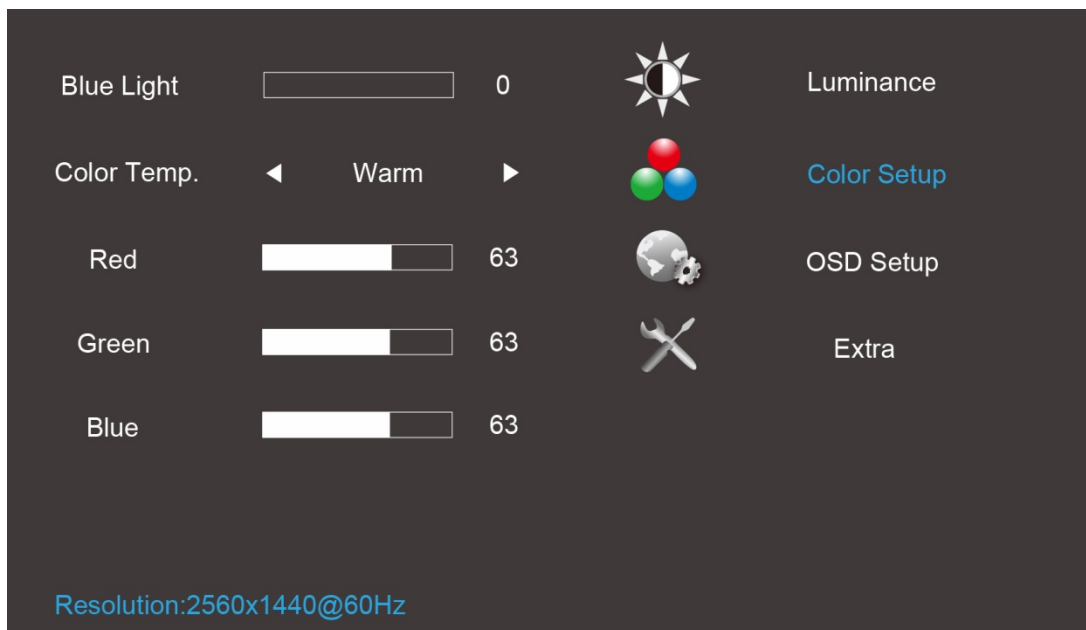 Blue Light 0 Luminance
Color Temp. Warm Color Setup
Red 63 OSD Setup
Green 63 Extra
Blue 63
Resolution:2560x1440@60Hz